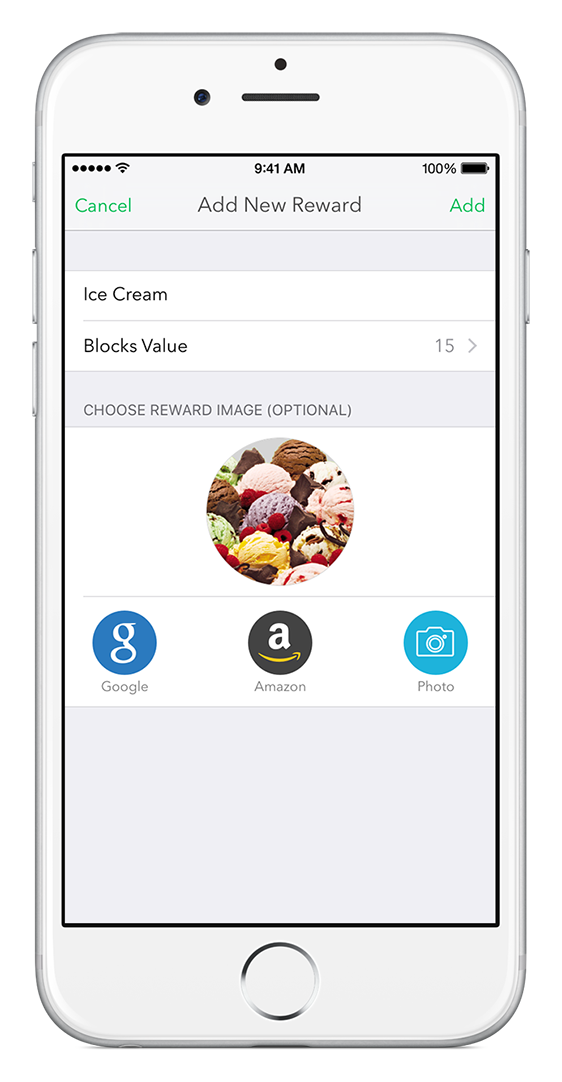 9:41 AM 100%
Cancel Add New Reward Add
Ice Cream
Blocks Value 15
CHOOSE REWARD IMAGE (OPTIONAL)
g a
Google Amazon Photo